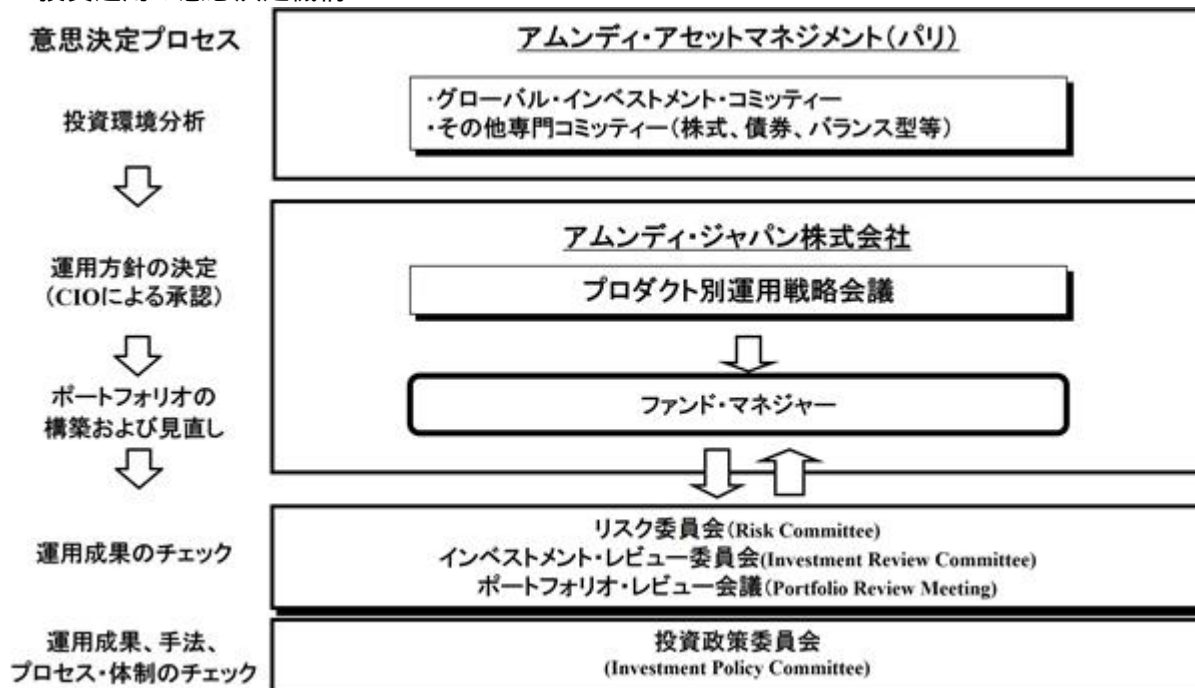 意思決定プロセス
アムンディ・アセットマネジメント(パリ)
投資環境分析
・グローバル・インベストメント・コミッティー
・その他専門コミッティー(株式、債券、バランス型等)
アムンディ・ジャパン株式会社
運用方針の決定
(CIOによる承認)
プロダクト別運用戦略会議
ポートフォリオの
構築および見直し
ファンド・マネジャー
運用成果のチェック
リスク委員会(Risk Committee)
インベストメント・レビュー委員会(Investment Review Committee)
ポートフォリオ・レビュー会議(Portfolio Review Meeting)
運用成果、手法、
プロセス・体制のチェック
投資政策委員会
(Investment Policy Committee)